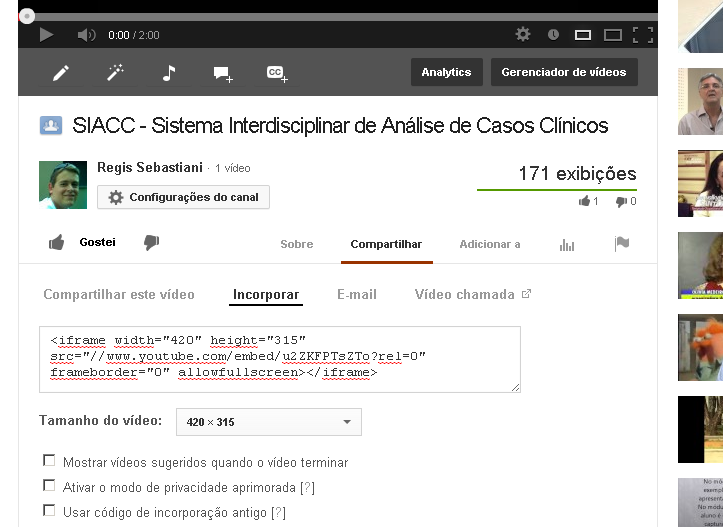 0:00 / 2:00
Analytics
Gerenciador de vídeos
SIACC - Sistema Interdisciplinar de Análise de Casos Clínicos
Regis Sebastiani · 1 vídeo
Configurações do canal
171 exibições
1 0
Gostei
Sobre
Compartilhar
Adicionar a
Compartilhar este vídeo
Incorporar
E-mail
Vídeo chamada
<iframe width="420" height="315"
src="//www.youtube.com/embed/u2ZKFPTsZTo?rel=0"
frameborder="0" allowfullscreen></iframe>
Tamanho do vídeo:
420 × 315
Mostrar vídeos sugeridos quando o vídeo terminar
Ativar o modo de privacidade aprimorada [?]
Usar código de incorporação antigo [?]